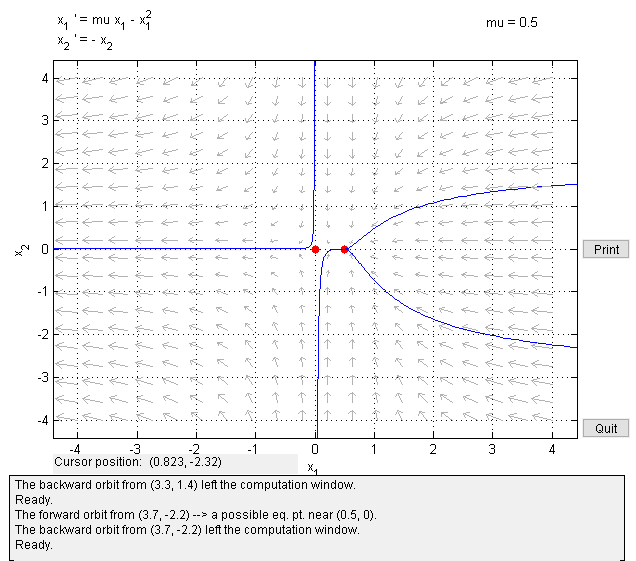 x1 ' = mu x1 - x1^2
mu = 0.5
x2 ' = - x2
4
3
2
1
0
-1
-2
-3
-4
x2
-4 -3 -2 -1 0 1 2 3 4
x1
Print
Quit
Cursor position: (0.823, -2.32)
The backward orbit from (3.3, 1.4) left the computation window.
Ready.
The forward orbit from (3.7, -2.2) --> a possible eq. pt. near (0.5, 0).
The backward orbit from (3.7, -2.2) left the computation window.
Ready.